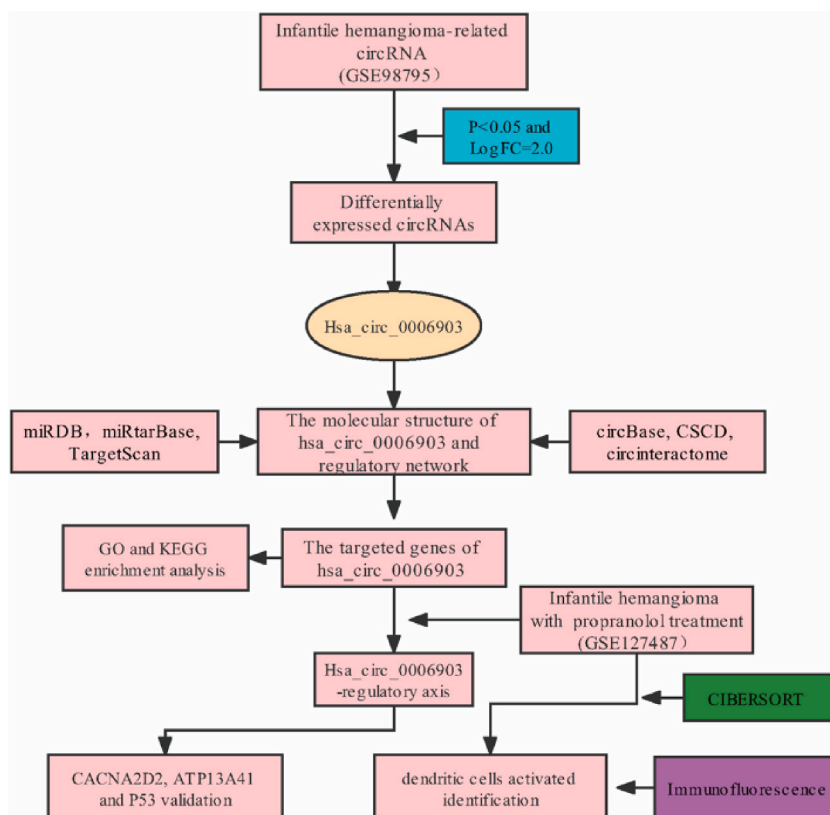 Infantile hemangioma-related
circRNA
(GSE98795）
P<0.05 and
LogFC=2.0
Differentially
expressed circRNAs
Hsa_circ_0006903
miRDB，miRtarBase,
TargetScan
The molecular structure of
hsa_circ_0006903 and
regulatory network
circBase, CSCD,
circinteractome
GO and KEGG
enrichment analysis
The targeted genes of
hsa_circ_0006903
Infantile hemangioma
with propranolol treatment
(GSE127487）
Hsa_circ_0006903
-regulatory axis
CIBERSORT
CACNA2D2, ATP13A41
and P53 validation
dendritic cells activated
identification
Immunofluorescence